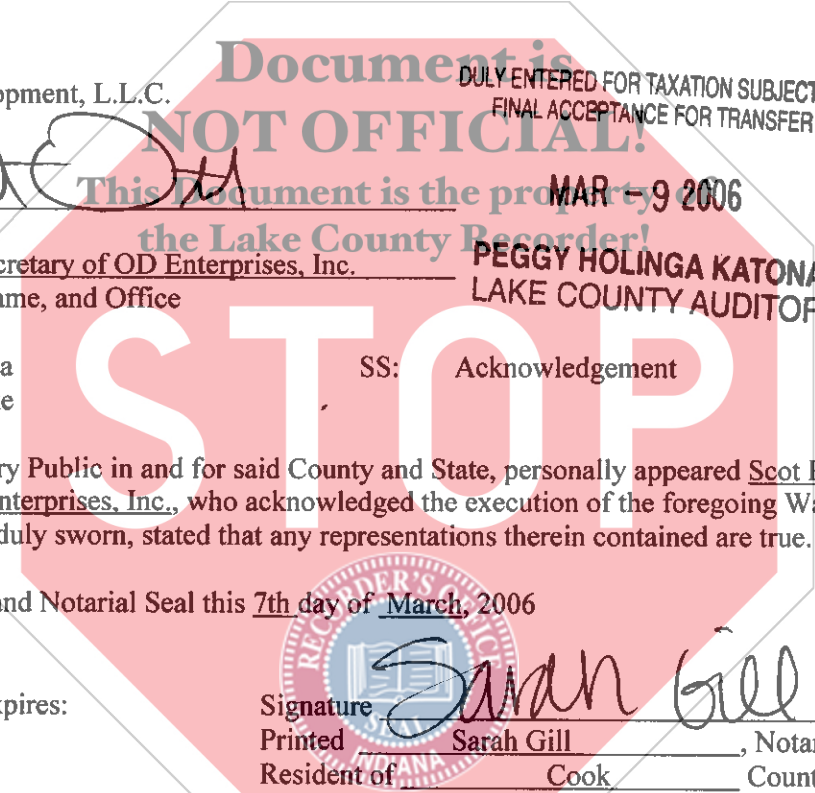 Document is
NOT OFFICIAL!
This Document is the property of
the Lake County Recorder!
STOP
DULY ENTERED FOR TAXATION SUBJECT
FINAL ACCEPTANCE FOR TRANSFER
MAR - 9 2006
PEGGY HOLINGA KATONA
LAKE COUNTY AUDITOR
opment, L.L.C.
cretary of OD Enterprises, Inc.
ame, and Office
a SS: Acknowledgement
e
ry Public in and for said County and State, personally appeared Scot
nterprises, Inc., who acknowledged the execution of the foregoing Wa
duly sworn, stated that any representations therein contained are true.
and Notarial Seal this 7th day of March, 2006
RECORDER'S OFFICE
SEAL
INDIANA
xpires: Signature Sarah Gill
Printed Sarah Gill , Notar
Resident of Cook Count